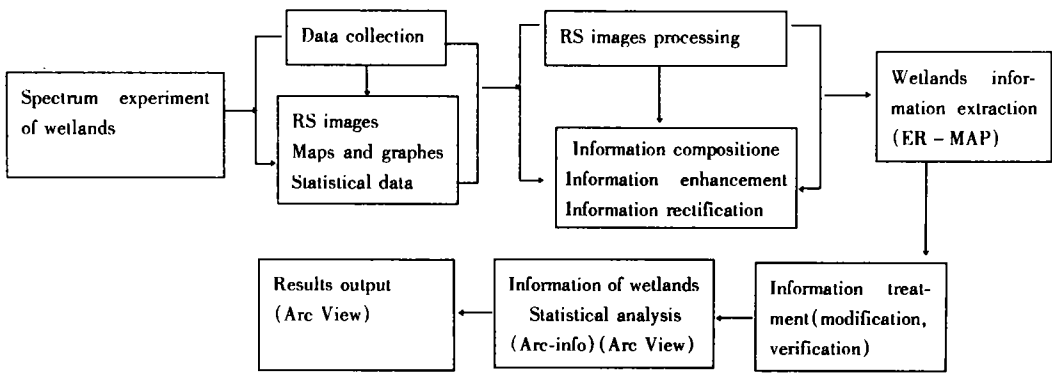 Spectrum experiment
of wetlands
Data collection
RS images
Maps and graphes
Statistical data
RS images processing
Information compositione
Information enhancement
Information rectification
Wetlands infor-
mation extraction
(ER – MAP)
Information treat-
ment(modification,
verification)
Information of wetlands
Statistical analysis
(Arc-info)(Arc View)
Results output
(Arc View)